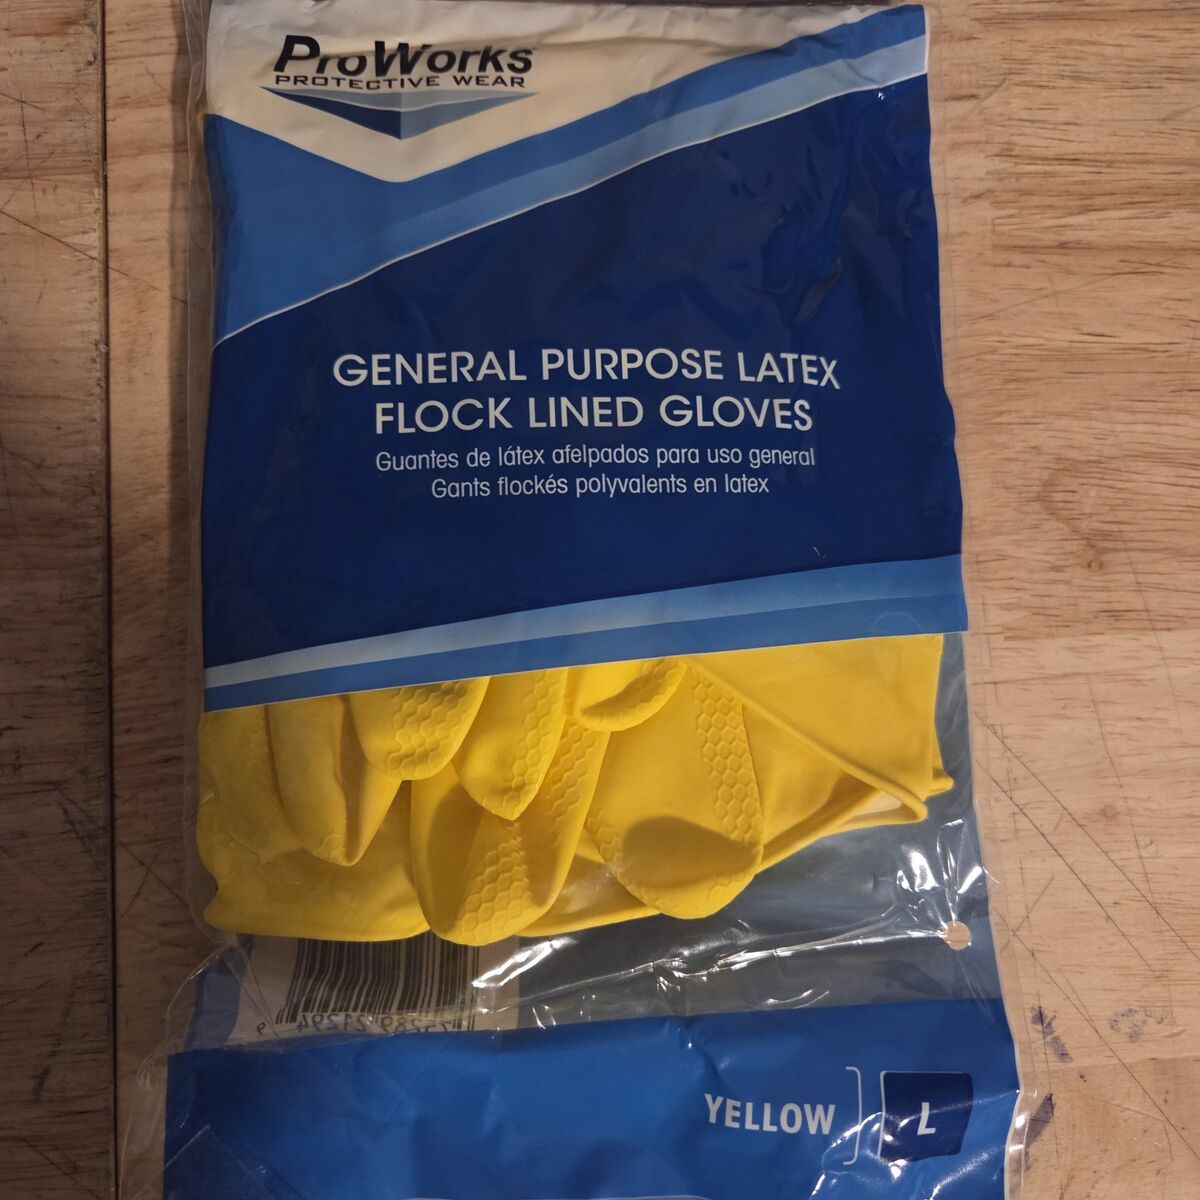 ProWorks
PROTECTIVE WEAR
GENERAL PURPOSE LATEX
FLOCK LINED GLOVES
Guantes de látex afelpados para uso general
Gants flockés polyvalents en latex
YELLOW
L